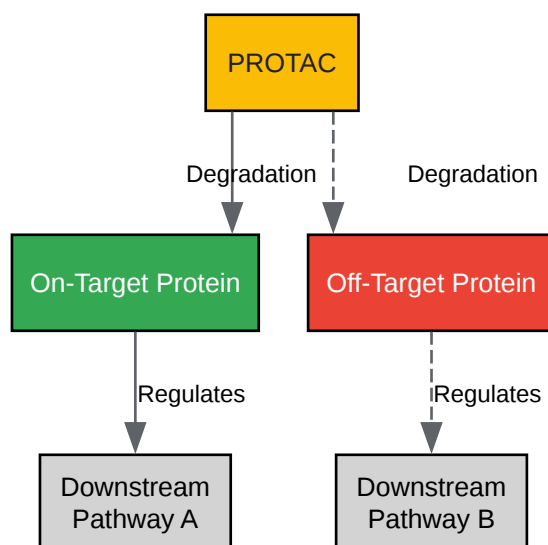 PROTAC
Degradation
Degradation
On-Target Protein
Off-Target Protein
Regulates
Regulates
Downstream
Pathway A
Downstream
Pathway B